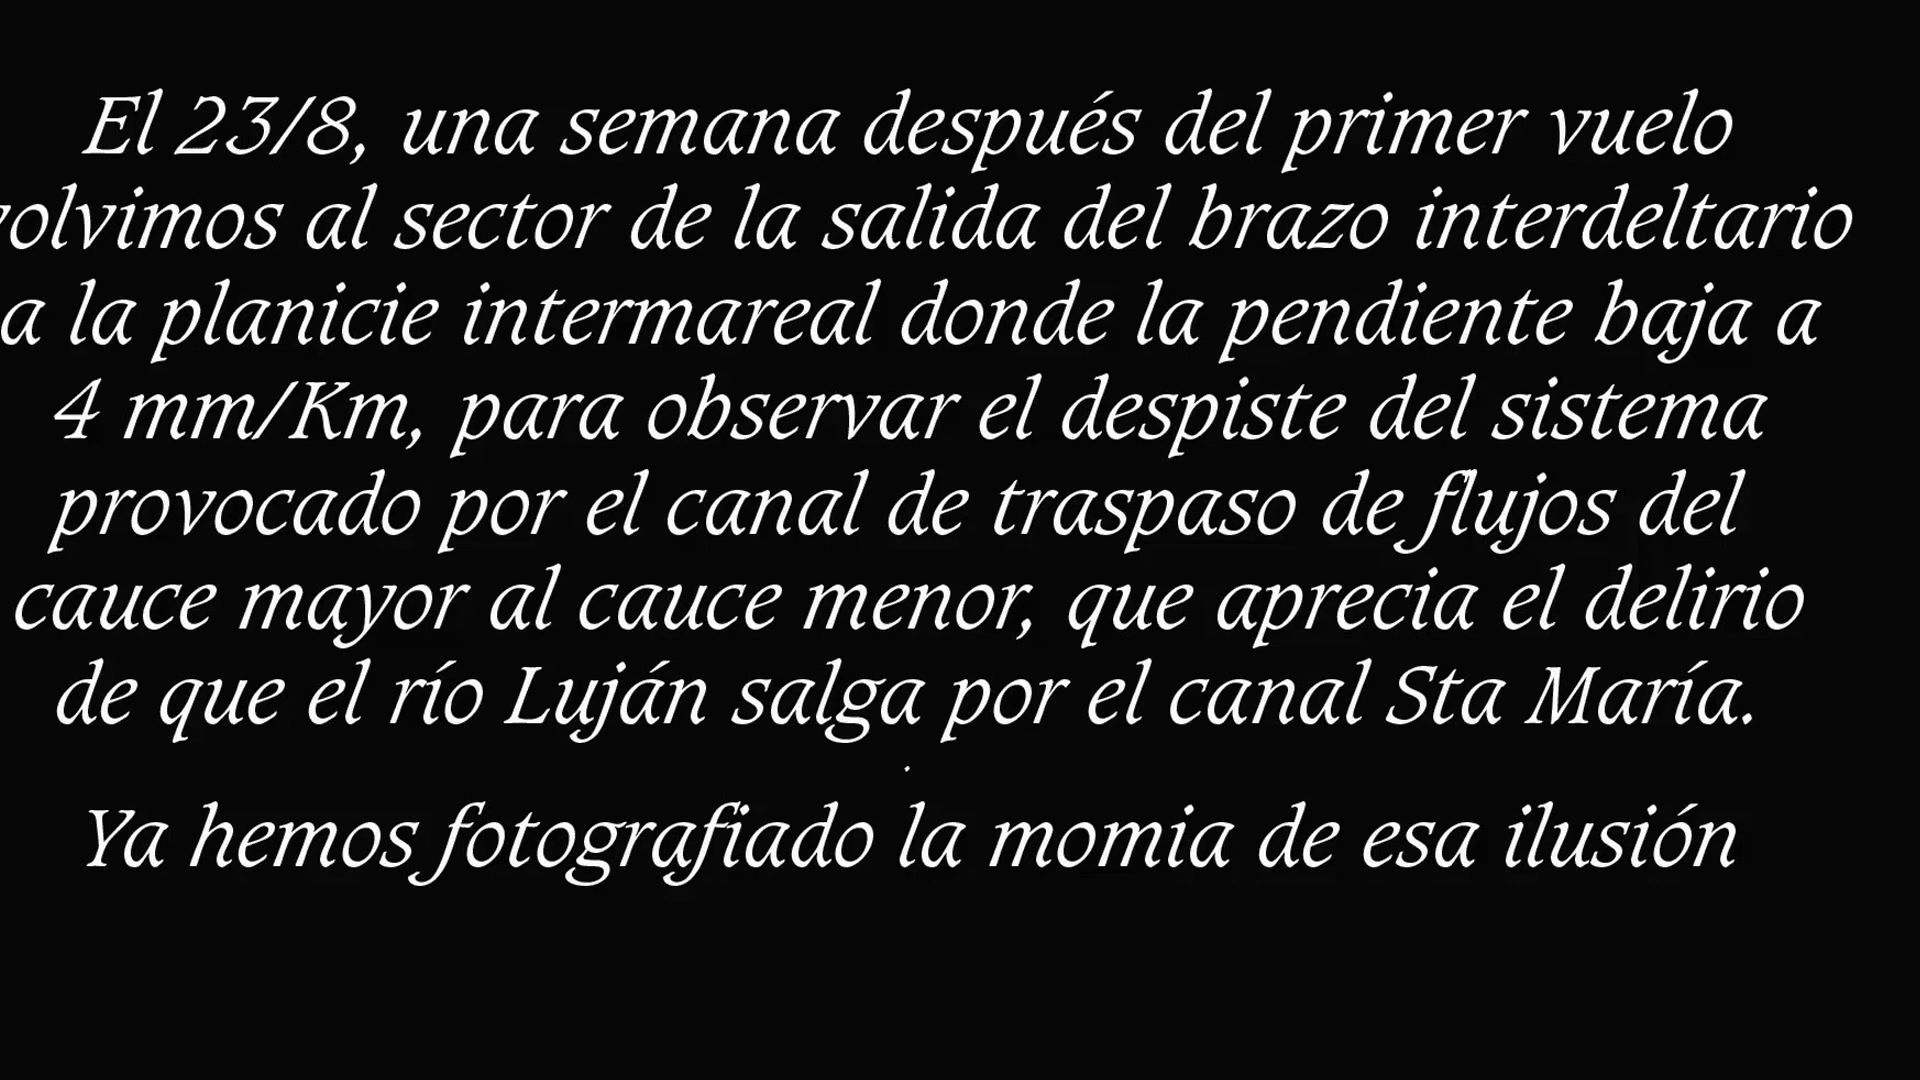 El 23/8, una semana después del primer vuelo
volvimos al sector de la salida del brazo interdeltario
a la planicie intermareal donde la pendiente baja a
4 mm/Km, para observar el despiste del sistema
provocado por el canal de traspaso de flujos del
cauce mayor al cauce menor, que aprecia el delirio
de que el río Luján salga por el canal Sta María.
.
Ya hemos fotografiado la momia de esa ilusión